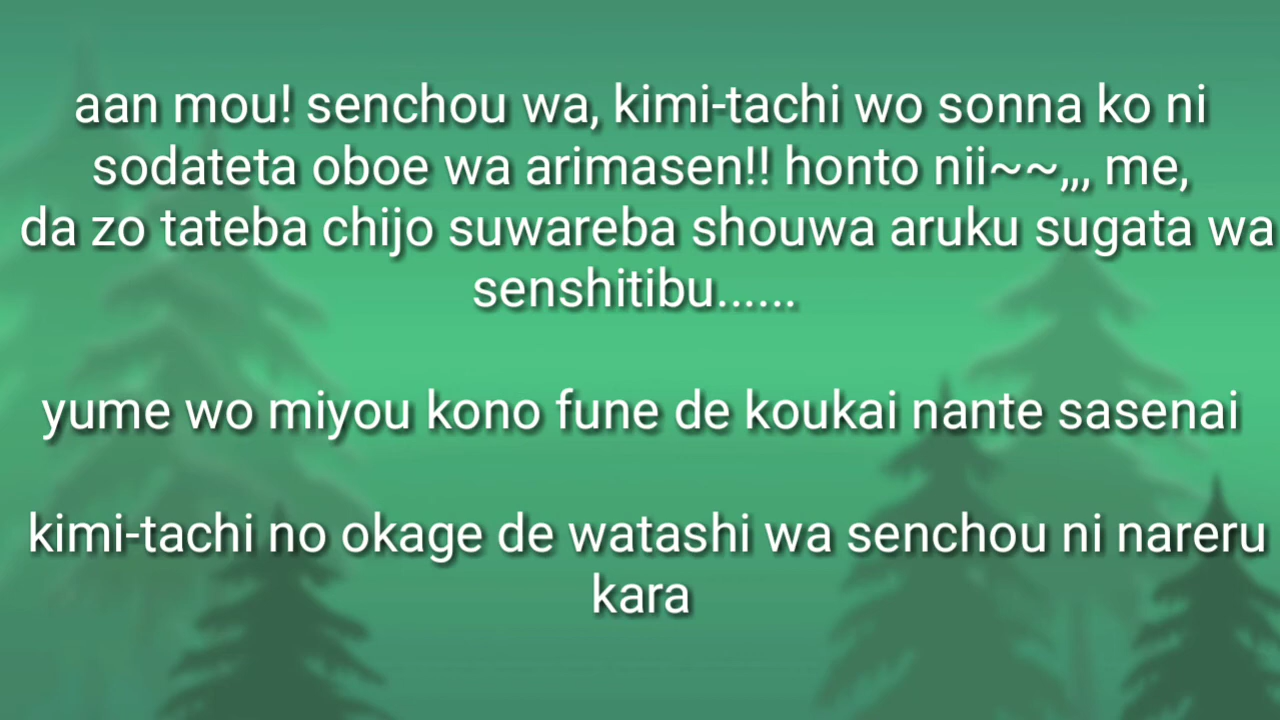 aan mou! senchou wa, kimi-tachi wo sonna ko ni
sodateta oboe wa arimasen!! honto nii~~,,, me,
da zo tateba chijo suwareba shouwa aruku sugata wa
senshitibu......
yume wo miyou kono fune de koukai nante sasenai
kimi-tachi no okage de watashi wa senchou ni nareru
kara